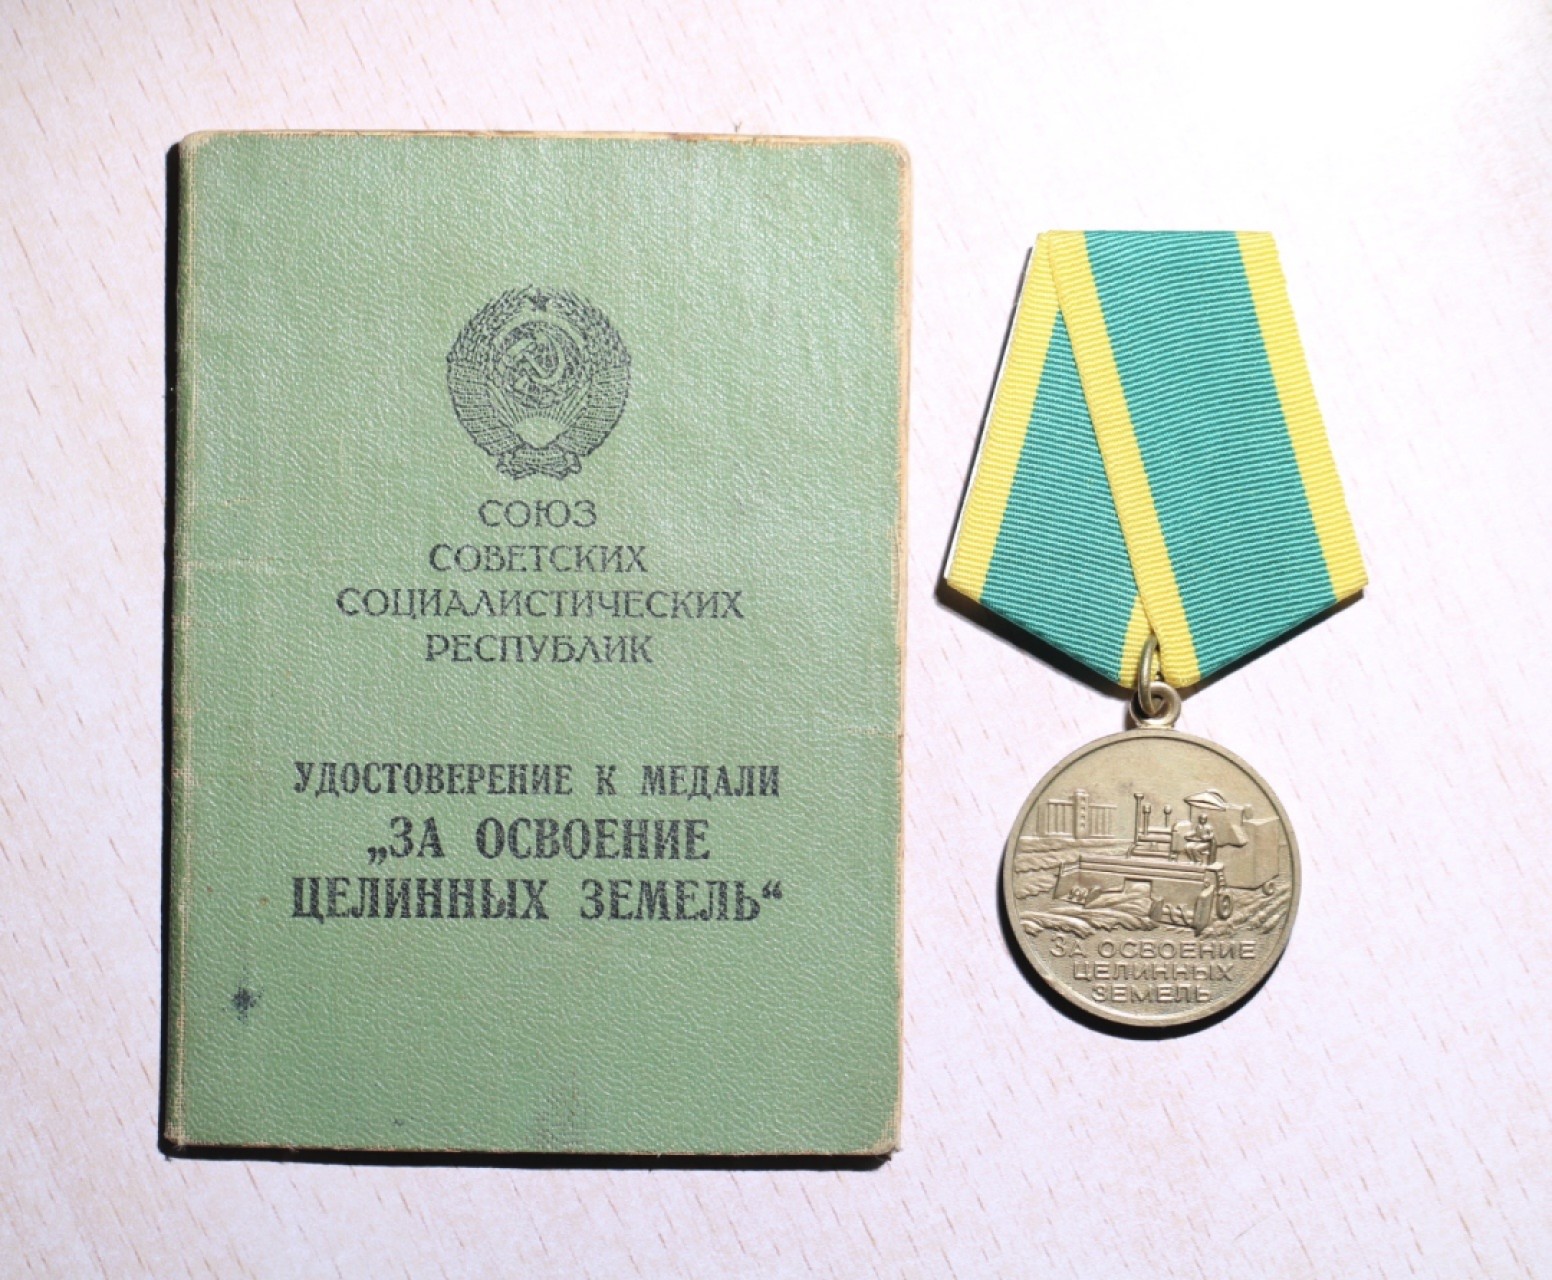 СОЮЗ
СОВЕТСКИХ
СОЦИАЛИСТИЧЕСКИХ
РЕСПУБЛИК
УДОСТОВЕРЕНИЕ К МЕДАЛИ
„ЗА ОСВОЕНИЕ
ЦЕЛИННЫХ ЗЕМЕЛЬ“
ЗА ОСВОЕНИЕ
ЦЕЛИННЫХ
ЗЕМЕЛЬ